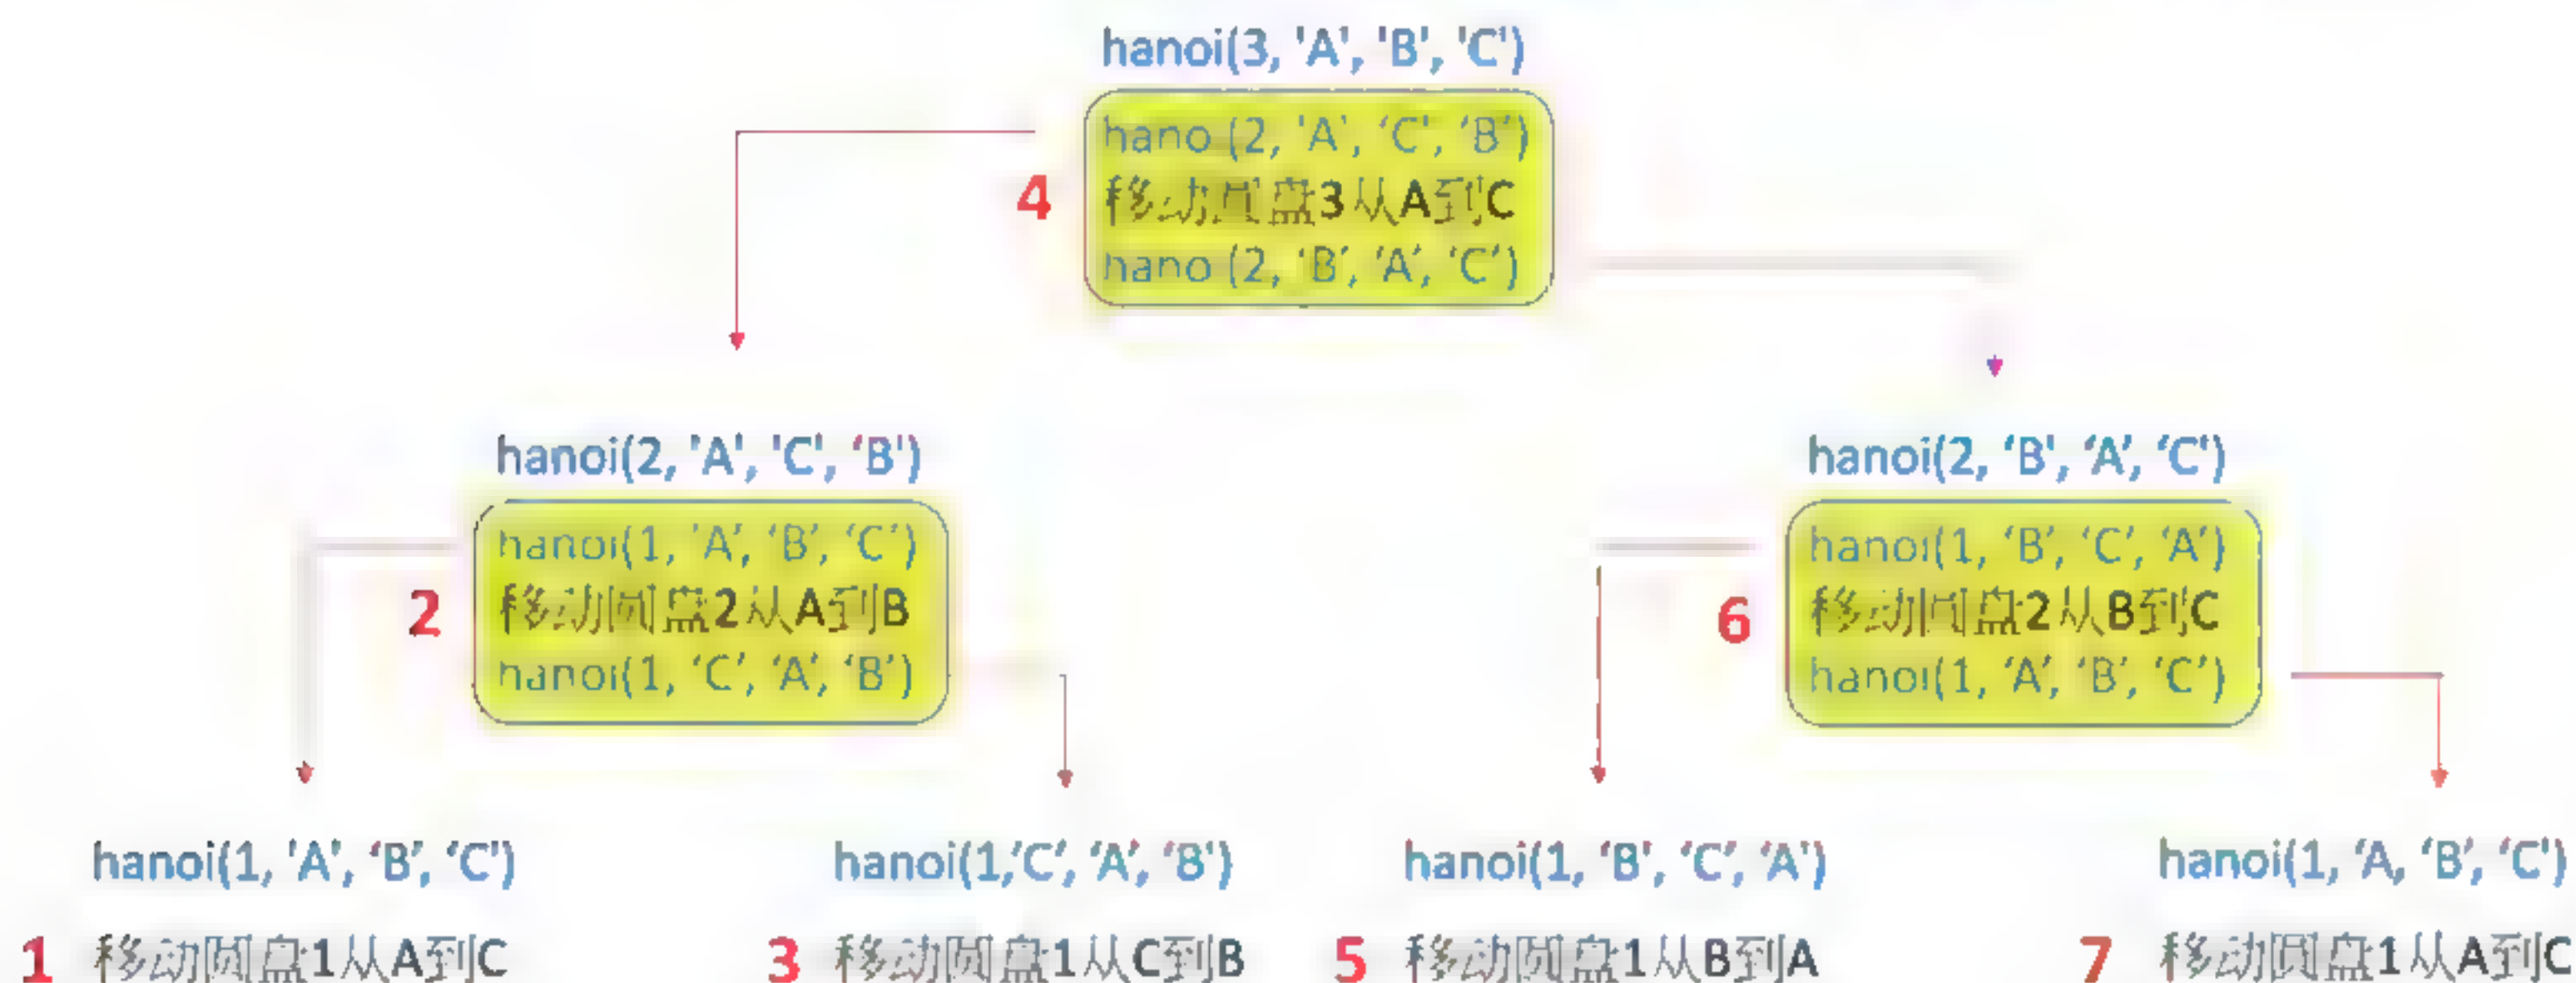 hanoi(3, 'A', 'B', 'C')
hano (2, 'A', ‘C', ‘B’)
4
移动圆盘3从A到C
hano (2, ‘B’, ‘A’, ‘C’)
hanoi(2, 'A', 'C', ‘B')
hanoi(1, 'A’, ‘B’, ‘C’)
2
移动圆盘2从A到B
hanoi(1, ‘C’, ‘A’, ‘B’)
hanoi(2, ‘B', ‘A’, ‘C’)
hanoi(1, ‘B’, ‘C’, ‘A’)
6
移动圆盘2从B到C
hanoi(1, ‘A’, ‘B’, ‘C’)
hanoi(1, 'A’, ‘B’, ‘C')
1 移动圆盘1从A到C
hanoi(1,‘C’, ‘A’, ‘B')
3 移动圆盘1从C到B
hanoi(1, ‘B', ‘C’, ‘A')
5 移动圆盘1从B到A
hanoi(1, ‘A, ‘B’, ‘C')
7 移动圆盘1从A到C